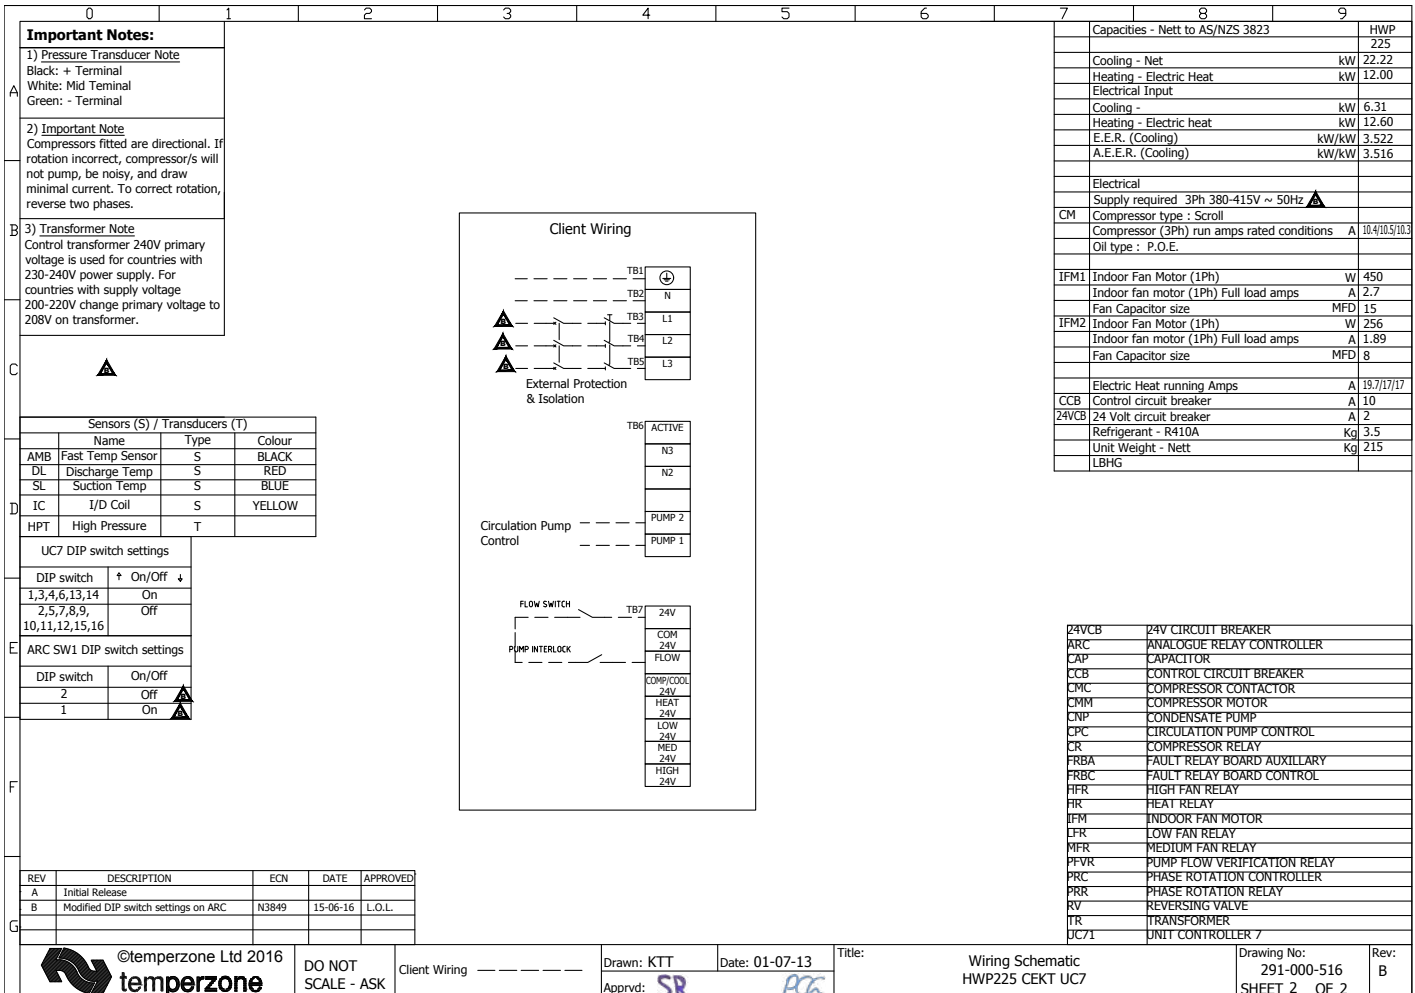 0 1 2 3 4 5 6 7 8 9
A
B
C
D
E
F
G
Important Notes:
1) Pressure Transducer Note
Black: + Terminal
White: Mid Teminal
Green: - Terminal
2) Important Note
Compressors fitted are directional. If
rotation incorrect, compressor/s will
not pump, be noisy, and draw
minimal current. To correct rotation,
reverse two phases.
3) Transformer Note
Control transformer 240V primary
voltage is used for countries with
230-240V power supply. For
countries with supply voltage
200-220V change primary voltage to
208V on transformer.
B
Sensors (S) / Transducers (T)
Name Type Colour
AMB Fast Temp Sensor S BLACK
DL Discharge Temp S RED
SL Suction Temp S BLUE
IC I/D Coil S YELLOW
HPT High Pressure T
UC7 DIP switch settings
DIP switch ↑ On/Off ↓
1,3,4,6,13,14 On
2,5,7,8,9, Off
10,11,12,15,16
ARC SW1 DIP switch settings
DIP switch On/Off
2 Off B
1 On B
Client Wiring
TB1
TB2 N
B TB3 L1
B TB4 L2
B TB5 L3
External Protection
& Isolation
TB6 ACTIVE
N3
N2
Circulation Pump PUMP 2
Control PUMP 1
FLOW SWITCH TB7 24V
COM
24V
PUMP INTERLOCK FLOW
COMP/COOL
24V
HEAT
24V
LOW
24V
MED
24V
HIGH
24V
Capacities - Nett to AS/NZS 3823 HWP
225
Cooling - Net kW 22.22
Heating - Electric Heat kW 12.00
Electrical Input
Cooling - kW 6.31
Heating - Electric heat kW 12.60
E.E.R. (Cooling) kW/kW 3.522
A.E.E.R. (Cooling) kW/kW 3.516
Electrical
Supply required 3Ph 380-415V ~ 50Hz B
CM Compressor type : Scroll
Compressor (3Ph) run amps rated conditions A 10.4/10.5/10.3
Oil type : P.O.E.
IFM1 Indoor Fan Motor (1Ph) W 450
Indoor fan motor (1Ph) Full load amps A 2.7
Fan Capacitor size MFD 15
IFM2 Indoor Fan Motor (1Ph) W 256
Indoor fan motor (1Ph) Full load amps A 1.89
Fan Capacitor size MFD 8
Electric Heat running Amps A 19.7/17/17
CCB Control circuit breaker A 10
24VCB 24 Volt circuit breaker A 2
Refrigerant - R410A Kg 3.5
Unit Weight - Nett Kg 215
LBHG
24VCB 24V CIRCUIT BREAKER
ARC ANALOGUE RELAY CONTROLLER
CAP CAPACITOR
CCB CONTROL CIRCUIT BREAKER
CMC COMPRESSOR CONTACTOR
CMM COMPRESSOR MOTOR
CNP CONDENSATE PUMP
CPC CIRCULATION PUMP CONTROL
CR COMPRESSOR RELAY
FRBA FAULT RELAY BOARD AUXILLARY
FRBC FAULT RELAY BOARD CONTROL
HFR HIGH FAN RELAY
HR HEAT RELAY
IFM INDOOR FAN MOTOR
LFR LOW FAN RELAY
MFR MEDIUM FAN RELAY
PFVR PUMP FLOW VERIFICATION RELAY
PRC PHASE ROTATION CONTROLLER
PRR PHASE ROTATION RELAY
RV REVERSING VALVE
TR TRANSFORMER
UC71 UNIT CONTROLLER 7
REV DESCRIPTION ECN DATE APPROVED
A Initial Release
B Modified DIP switch settings on ARC N3849 15-06-16 L.O.L.
©temperzone Ltd 2016
temperzone
DO NOT
SCALE - ASK
Client Wiring
Drawn: KTT Date: 01-07-13
Apprvd: SR
Title:
Wiring Schematic
HWP225 CEKT UC7
Drawing No:
291-000-516
SHEET 2 OF 2
Rev:
B